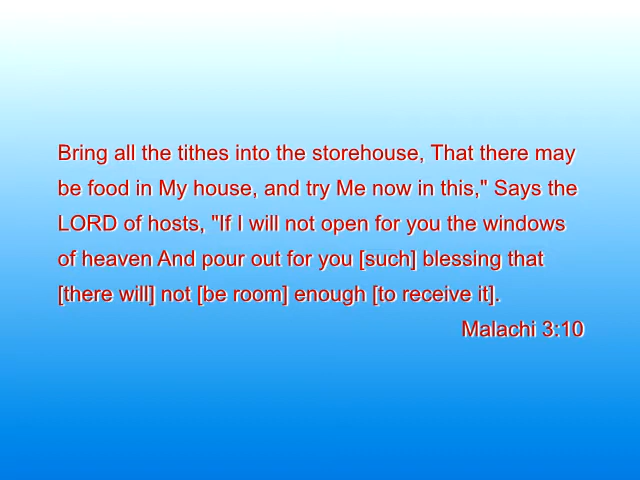 Bring all the tithes into the storehouse, That there may
be food in My house, and try Me now in this," Says the
LORD of hosts, "If I will not open for you the windows
of heaven And pour out for you [such] blessing that
[there will] not [be room] enough [to receive it].
Malachi 3:10